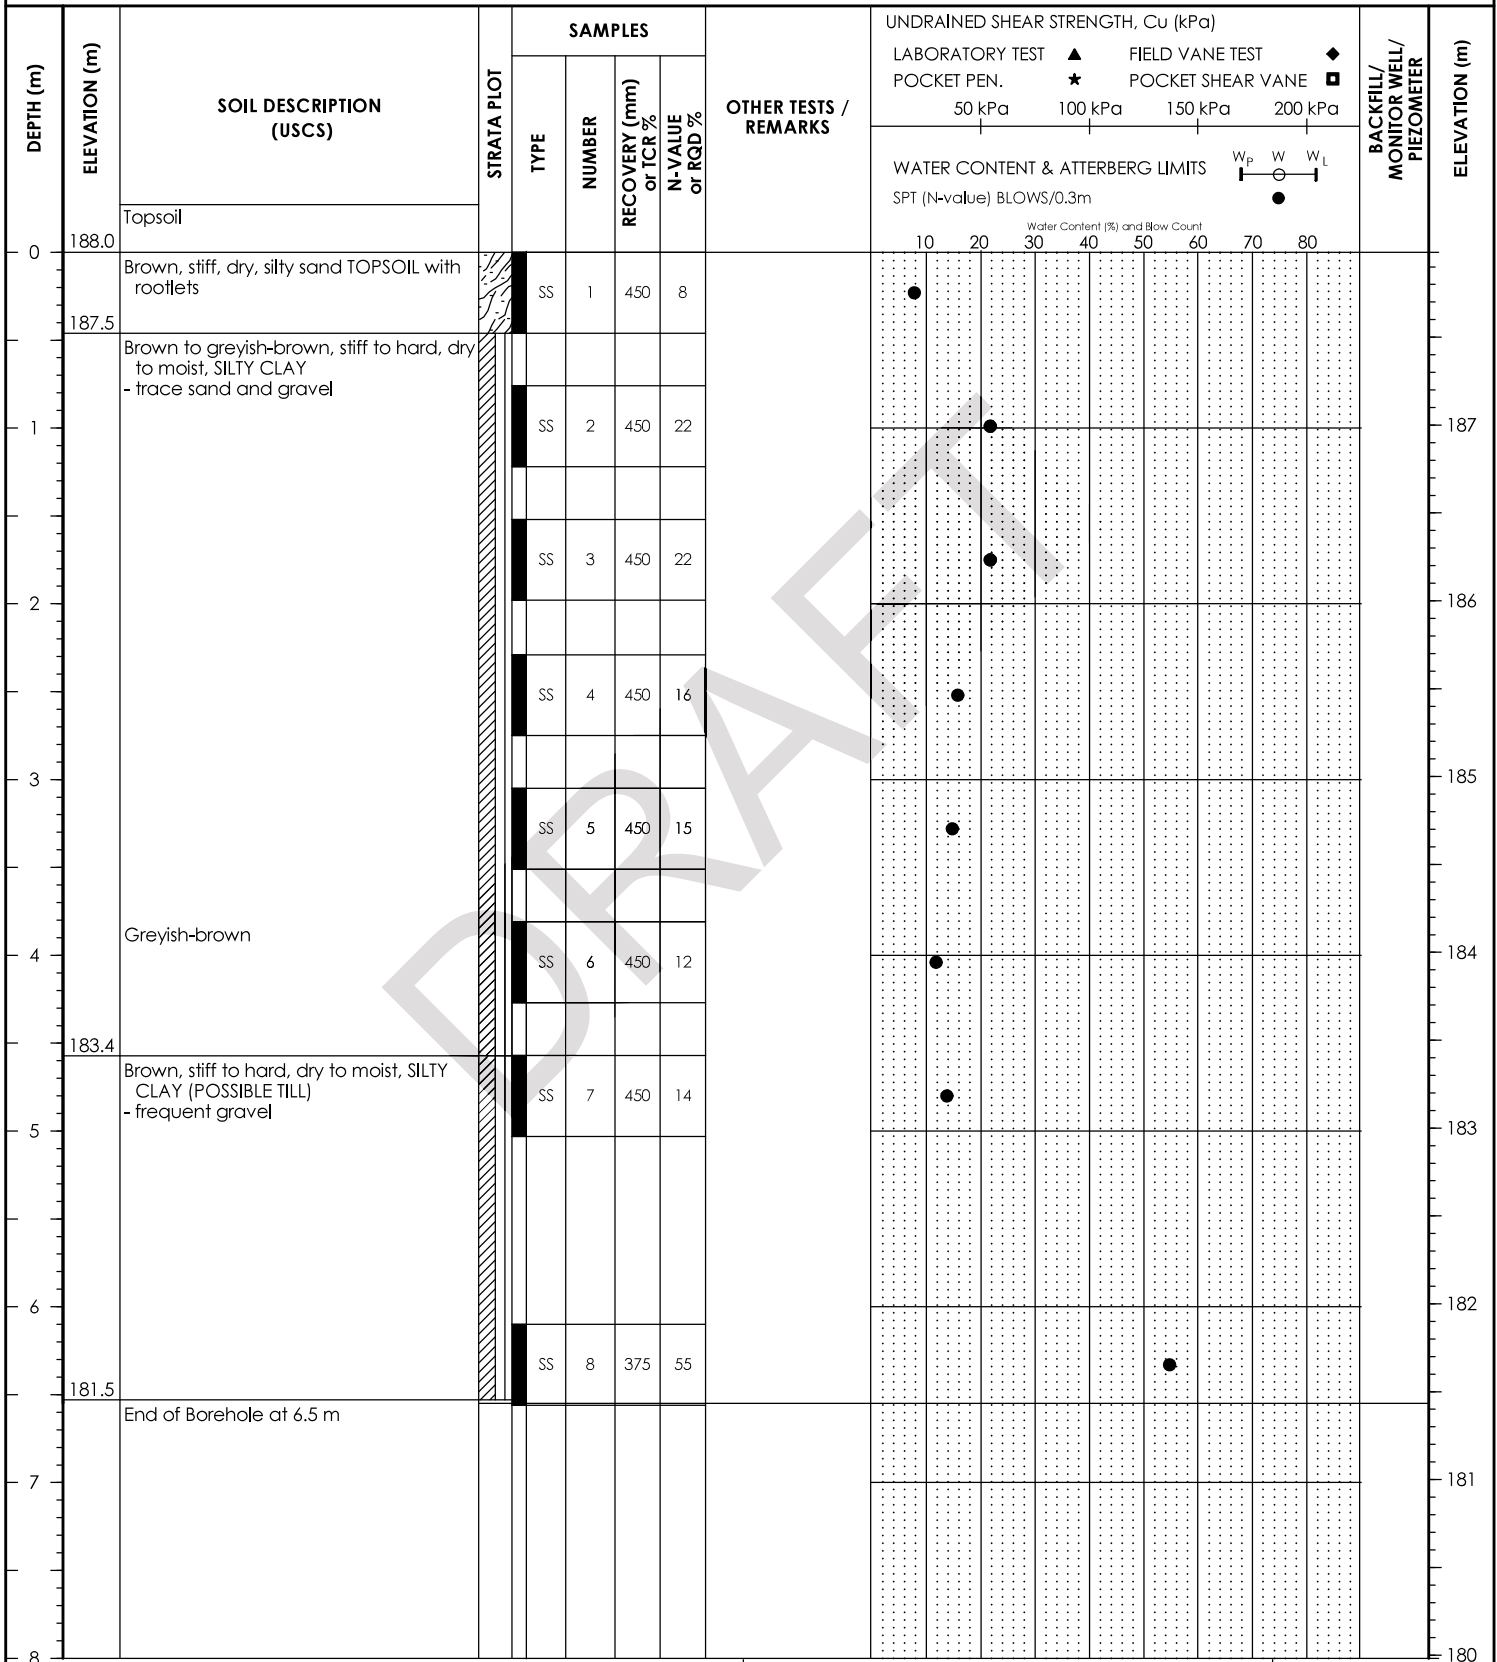 DEPTH (m)
ELEVATION (m)
SOIL DESCRIPTION
(USCS)
STRATA PLOT
SAMPLES
TYPE
NUMBER
RECOVERY (mm)
or TCR %
N-VALUE
or RQD %
OTHER TESTS /
REMARKS
UNDRAINED SHEAR STRENGTH, Cu (kPa)
LABORATORY TEST ▲ FIELD VANE TEST ◆
POCKET PEN. ★ POCKET SHEAR VANE
50 kPa 100 kPa 150 kPa 200 kPa
WATER CONTENT & ATTERBERG LIMITS WP W WL
SPT (N-value) BLOWS/0.3m ●
Water Content (%) and Blow Count
10 20 30 40 50 60 70 80
BACKFILL/
MONITOR WELL/
PIEZOMETER
ELEVATION (m)
Topsoil
0 188.0
Brown, stiff, dry, silty sand TOPSOIL with
rootlets
SS 1 450 8
187.5
Brown to greyish-brown, stiff to hard, dry
to moist, SILTY CLAY
- trace sand and gravel
1 SS 2 450 22 187
SS 3 450 22
2 186
SS 4 450 16
3 185
SS 5 450 15
Greyish-brown
4 SS 6 450 12 184
183.4
Brown, stiff to hard, dry to moist, SILTY
CLAY (POSSIBLE TILL)
- frequent gravel
SS 7 450 14
5 183
6 182
SS 8 375 55
181.5
End of Borehole at 6.5 m
7 181
8 180
DRAFT